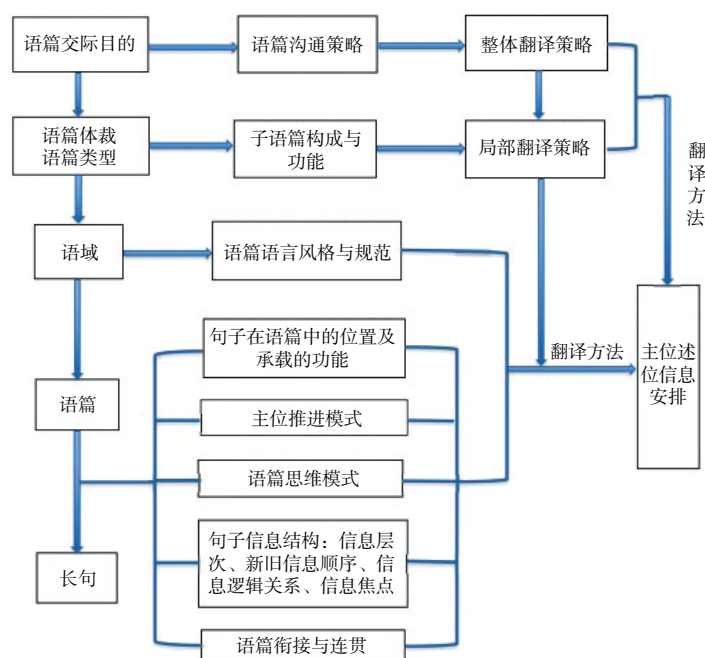 语篇交际目的
语篇沟通策略
整体翻译策略
语篇体裁
语篇类型
子语篇构成与
功能
局部翻译策略
翻
译
方
法
语域
语篇语言风格与规范
句子在语篇中的位置及
承载的功能
翻译方法
主位述
位信息
安排
语篇
主位推进模式
语篇思维模式
句子信息结构：信息层
次、新旧信息顺序、信
息逻辑关系、信息焦点
长句
语篇衔接与连贯